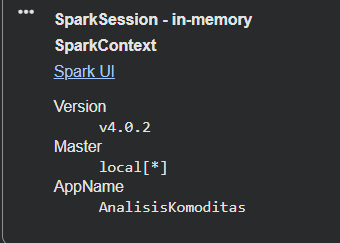 SparkSession - in-memory
SparkContext
Spark UI
Version
v4.0.2
Master
local[*]
AppName
AnalisisKomoditas